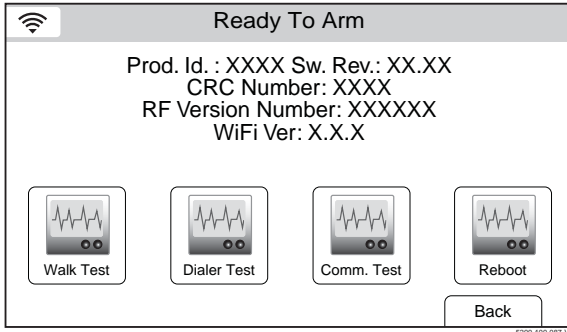 Ready To Arm
Prod. Id. : XXXX Sw. Rev.: XX.XX
CRC Number: XXXX
RF Version Number: XXXXXX
WiFi Ver: X.X.X
Walk Test
Dialer Test
Comm. Test
Reboot
Back